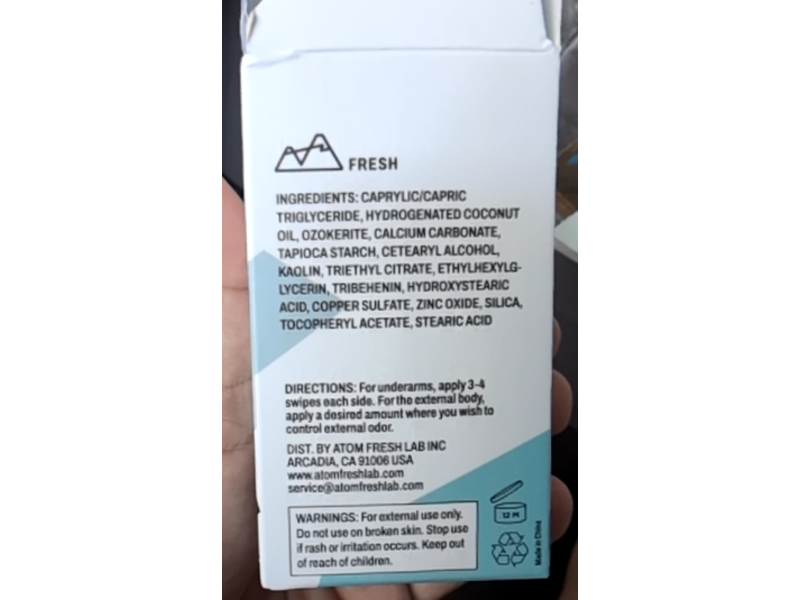 FRESH
INGREDIENTS: CAPRYLIC/CAPRIC
TRIGLYCERIDE, HYDROGENATED COCONUT
OIL, OZOKERITE, CALCIUM CARBONATE,
TAPIOCA STARCH, CETEARYL ALCOHOL,
KAOLIN, TRIETHYL CITRATE, ETHYLHEXYLG-
LYCERIN, TRIBEHENIN, HYDROXYSTEARIC
ACID, COPPER SULFATE, ZINC OXIDE, SILICA,
TOCOPHERYL ACETATE, STEARIC ACID
DIRECTIONS: For underarms, apply 3-4
swipes each side. For the external body,
apply a desired amount where you wish to
control external odor.
DIST. BY ATOM FRESH LAB INC
ARCADIA, CA 91006 USA
www.atomfreshlab.com
service@atomfreshlab.com
WARNINGS: For external use only.
Do not use on broken skin. Stop use
if rash or irritation occurs. Keep out
of reach of children.
12 M
Made in China